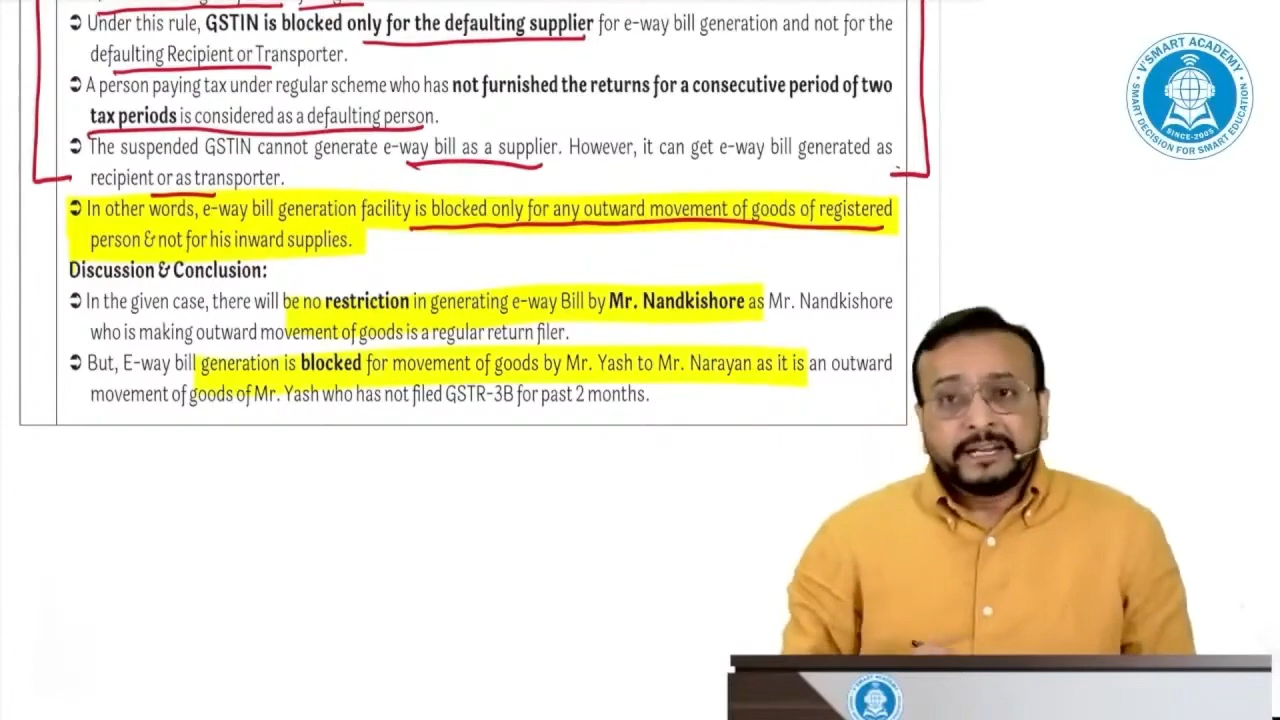 ➲ Under this rule, GSTIN is blocked only for the defaulting supplier for e-way bill generation and not for the
defaulting Recipient or Transporter.
➲ A person paying tax under regular scheme who has not furnished the returns for a consecutive period of two
tax periods is considered as a defaulting person.
➲ The suspended GSTIN cannot generate e-way bill as a supplier. However, it can get e-way bill generated as
recipient or as transporter.
➲ In other words, e-way bill generation facility is blocked only for any outward movement of goods of registered
person & not for his inward supplies.
Discussion & Conclusion:
➲ In the given case, there will be no restriction in generating e-way Bill by Mr. Nandkishore as Mr. Nandkishore
who is making outward movement of goods is a regular return filer.
➲ But, E-way bill generation is blocked for movement of goods by Mr. Yash to Mr. Narayan as it is an outward
movement of goods of Mr. Yash who has not filed GSTR-3B for past 2 months.
V'SMART ACADEMY
SMART DECISION FOR SMART EDUCATION
SINCE-2005